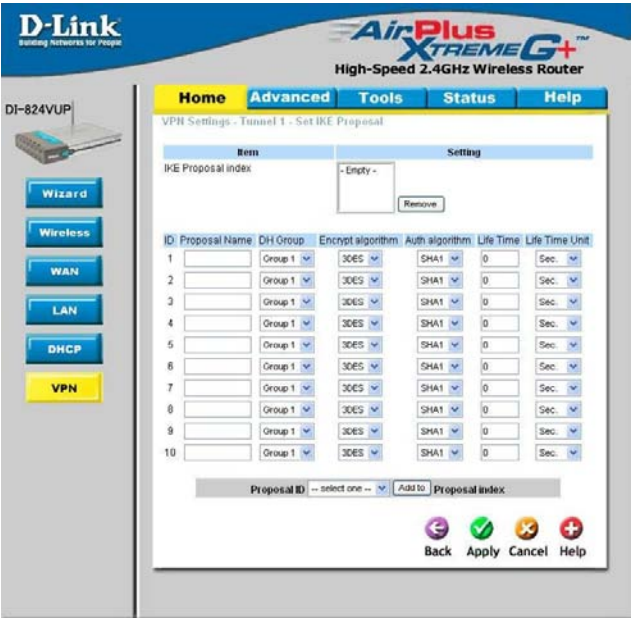 D-Link
Building Networks for People
AirPlus
XTREME G+™
High-Speed 2.4GHz Wireless Router
DI-824VUP
Home Advanced Tools Status Help
VPN Settings - Tunnel 1 - Set IKE Proposal
Item Setting
IKE Proposal index
- Empty -
Remove
Wizard
Wireless
WAN
LAN
DHCP
VPN
ID Proposal Name DH Group Encrypt algorithm Auth algorithm Life Time Life Time Unit
1 Group 1 3DES SHA1 0 Sec.
2 Group 1 3DES SHA1 0 Sec.
3 Group 1 3DES SHA1 0 Sec.
4 Group 1 3DES SHA1 0 Sec.
5 Group 1 3DES SHA1 0 Sec.
6 Group 1 3DES SHA1 0 Sec.
7 Group 1 3DES SHA1 0 Sec.
8 Group 1 3DES SHA1 0 Sec.
9 Group 1 3DES SHA1 0 Sec.
10 Group 1 3DES SHA1 0 Sec.
Proposal ID -- select one -- Add to Proposal index
Back Apply Cancel Help